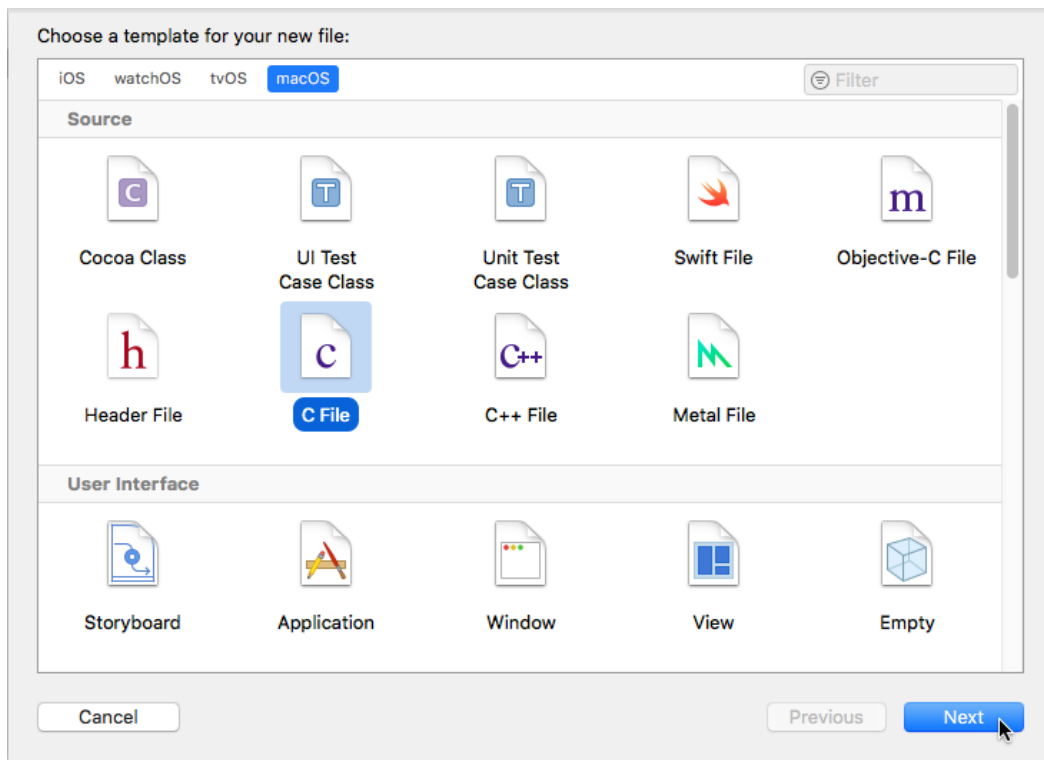 Choose a template for your new file:
iOS watchOS tvOS macOS Filter
Source
C T T m
Cocoa Class UI Test Case Class Unit Test Case Class Swift File Objective-C File
h c C++
Header File C File C++ File Metal File
User Interface
Storyboard Application Window View Empty
Cancel Previous Next